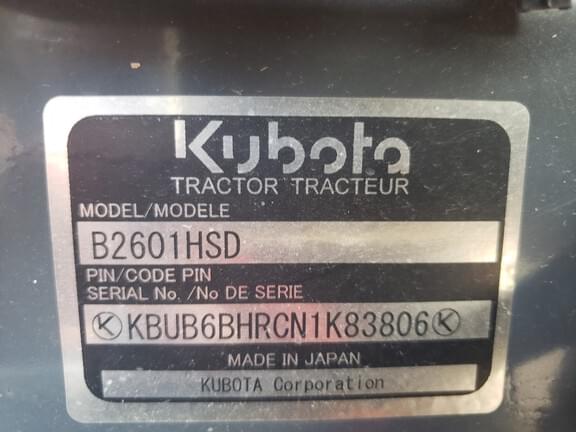 Kubota
TRACTOR TRACTEUR
MODEL/MODELE
B2601HSD
PIN/CODE PIN
SERIAL No. /No DE SERIE
KBUB6BHRCN1K83806
MADE IN JAPAN
KUBOTA Corporation